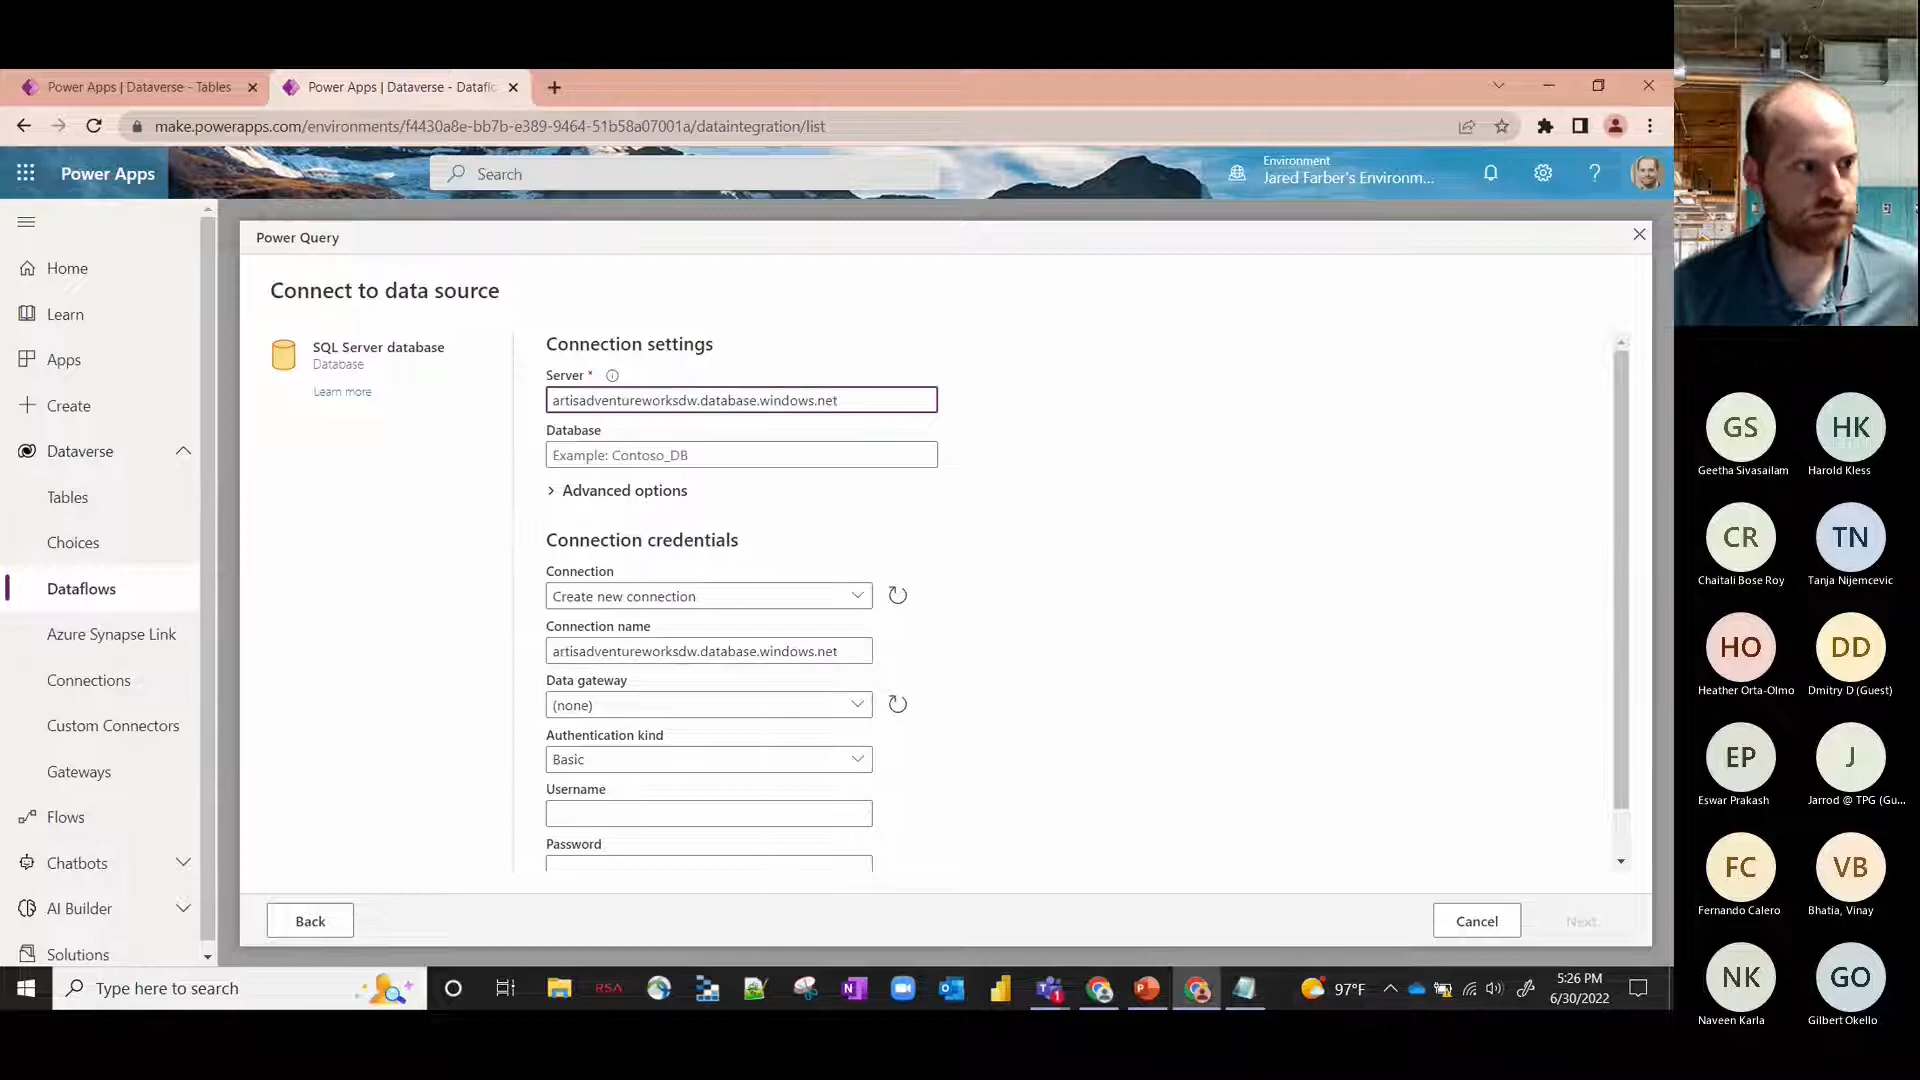 Power Apps | Dataverse - Tables
Power Apps | Dataverse - Dataflo
make.powerapps.com/environments/f4430a8e-bb7b-e389-9464-51b58a07001a/dataintegration/list
Power Apps
Search
Environment
Jared Farber's Environm...
Home
Learn
Apps
Create
Dataverse
Tables
Choices
Dataflows
Azure Synapse Link
Connections
Custom Connectors
Gateways
Flows
Chatbots
AI Builder
Solutions
Power Query
Connect to data source
SQL Server database
Database
Learn more
Connection settings
Server *
artisadventureworksdw.database.windows.net
Database
Example: Contoso_DB
Advanced options
Connection credentials
Connection
Create new connection
Connection name
artisadventureworksdw.database.windows.net
Data gateway
(none)
Authentication kind
Basic
Username
Password
Back
Cancel
Next
Type here to search
RSA
97°F
5:26 PM
6/30/2022
GS
Geetha Sivasailam
HK
Harold Kless
CR
Chaitali Bose Roy
TN
Tanja Nijemcevic
HO
Heather Orta-Olmo
DD
Dmitry D (Guest)
EP
Eswar Prakash
J
Jarrod @ TPG (Gu...
FC
Fernando Calero
VB
Bhatia, Vinay
NK
Naveen Karla
GO
Gilbert Okello